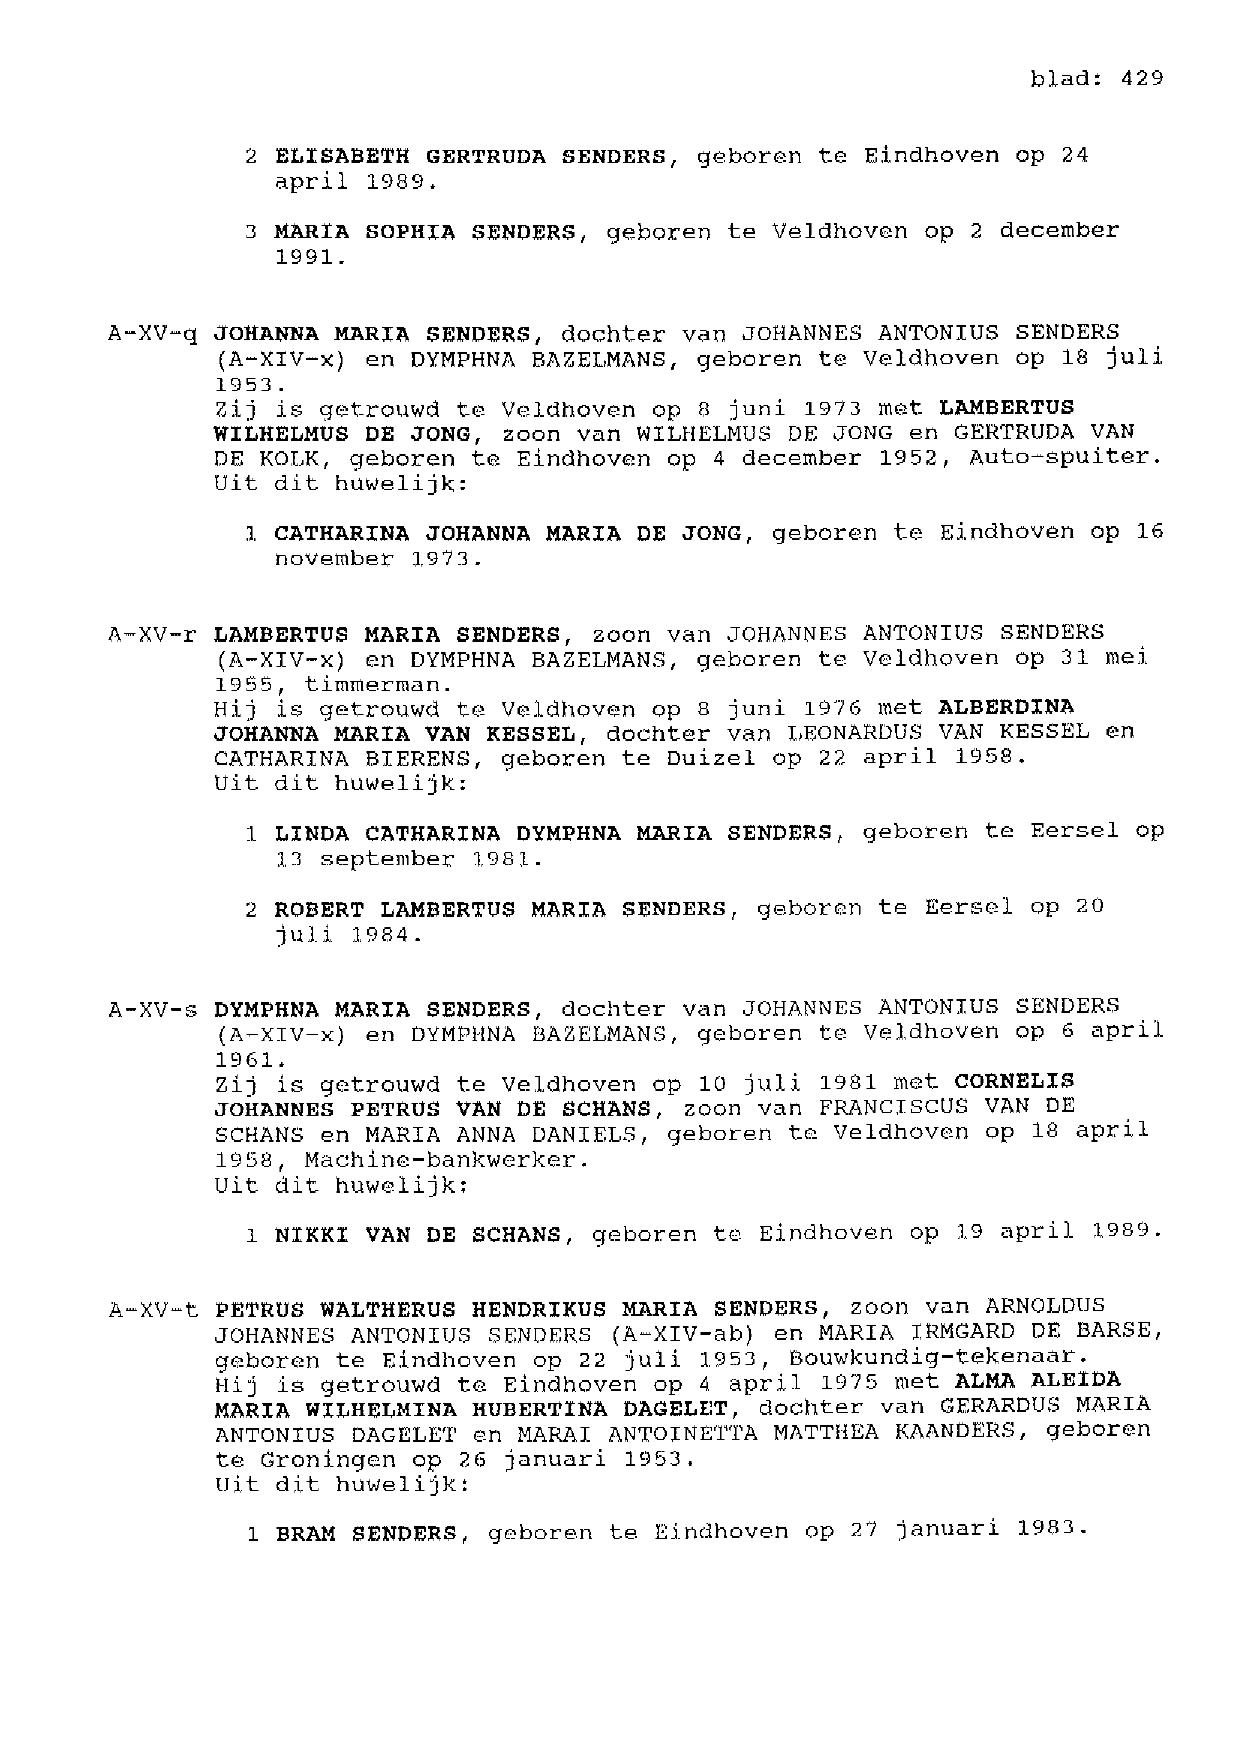 blad: 429
2 ELISABETH GERTRUDA SENDERS, geboren te Eindhoven op 24
april 1989.
3 MARIA SOPHIA SENDERS, geboren te Veldhoven op 2 december
1991.
A-XV-q JOHANNA MARIA SENDERS, dochter van JOHANNES ANTONIUS SENDERS
(A-XIV-x) en DYMPHNA BAZELMANS, geboren te Veldhoven op 18 juli
1953.
Zij is getrouwd te Veldhoven op 8 juni 1973 met LAMBERTUS
WILHELMUS DE JONG, zoon van WILHELMUS DE JONG en GERTRUDA VAN
DE KOLK, geboren te Eindhoven op 4 december 1952, Auto-spuiter.
Uit dit huwelijk:
1 CATHARINA JOHANNA MARIA DE JONG, geboren te Eindhoven op 16
november 1973.
A-XV-r LAMBERTUS MARIA SENDERS, zoon van JOHANNES ANTONIUS SENDERS
(A-XIV-x) en DYMPHNA BAZELMANS, geboren te Veldhoven op 31 mei
1955, timmerman.
Hij is getrouwd te Veldhoven op 8 juni 1976 met ALBERDINA
JOHANNA MARIA VAN KESSEL, dochter van LEONARDUS VAN KESSEL en
CATHARINA BIERENS, geboren te Duizel op 22 april 1958.
Uit dit huwelijk:
1 LINDA CATHARINA DYMPHNA MARIA SENDERS, geboren te Eersel op
13 september 1981.
2 ROBERT LAMBERTUS MARIA SENDERS, geboren te Eersel op 20
juli 1984.
A-XV-s DYMPHNA MARIA SENDERS, dochter van JOHANNES ANTONIUS SENDERS
(A-XIV-x) en DYMPHNA BAZELMANS, geboren te Veldhoven op 6 april
1961.
Zij is getrouwd te Veldhoven op 10 juli 1981 met CORNELIS
JOHANNES PETRUS VAN DE SCHANS, zoon van FRANCISCUS VAN DE
SCHANS en MARIA ANNA DANIELS, geboren te Veldhoven op 18 april
1958, Machine-bankwerker.
Uit dit huwelijk:
1 NIKKI VAN DE SCHANS, geboren te Eindhoven op 19 april 1989.
A-XV-t PETRUS WALTHERUS HENDRIKUS MARIA SENDERS, zoon van ARNOLDUS
JOHANNES ANTONIUS SENDERS (A-XIV-ab) en MARIA IRMGARD DE BARSE,
geboren te Eindhoven op 22 juli 1953, Bouwkundig-tekenaar.
Hij is getrouwd te Eindhoven op 4 april 1975 met ALMA ALEIDA
MARIA WILHELMINA HUBERTINA DAGELET, dochter van GERARDUS MARIA
ANTONIUS DAGELET en MARAI ANTOINETTA MATTHEA KAANDERS, geboren
te Groningen op 26 januari 1953.
Uit dit huwelijk:
1 BRAM SENDERS, geboren te Eindhoven op 27 januari 1983.